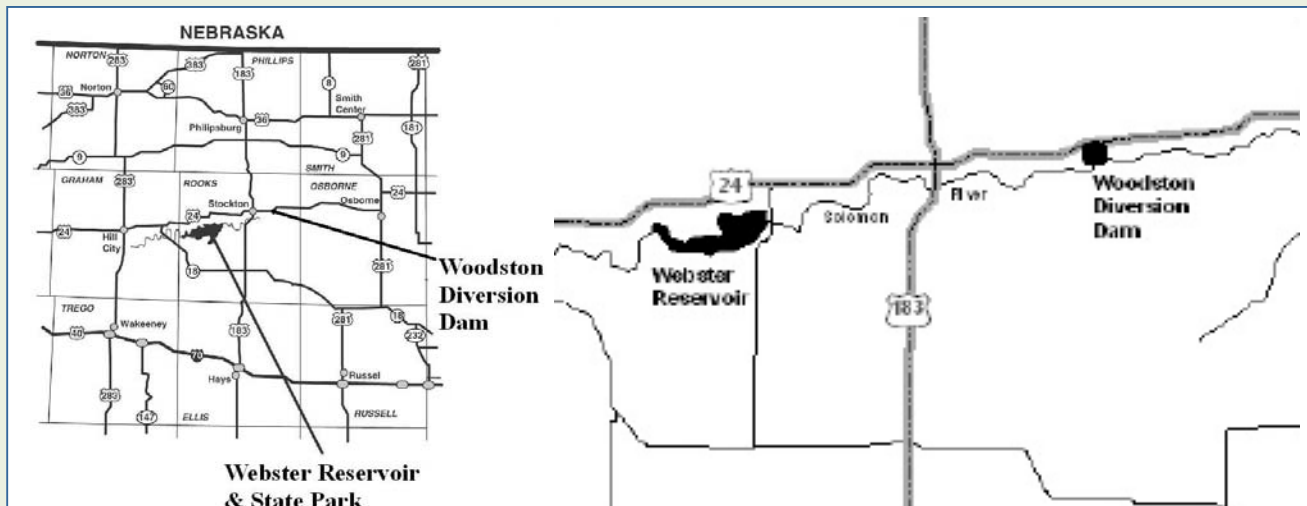 NEBRASKA
NORTON
283
383
PHILLIPS
183
281
8
Norton
60
36
383
Smith
Center
36
Philipsburg
181
281
9
9
SMITH
GRAHAM
283
ROOKS
OSBORNE
24
Stockton
Osborne
24
24
Hill
City
18
281
Woodston
Diversion
Dam
TREGO
281
18
183
232
40
Wakeeney
70
Hays
Russel
283
147
ELLIS
RUSSELL
Webster Reservoir
& State Park
24
River
Solomon
Woodston
Diversion
Dam
Webster
Reservoir
183